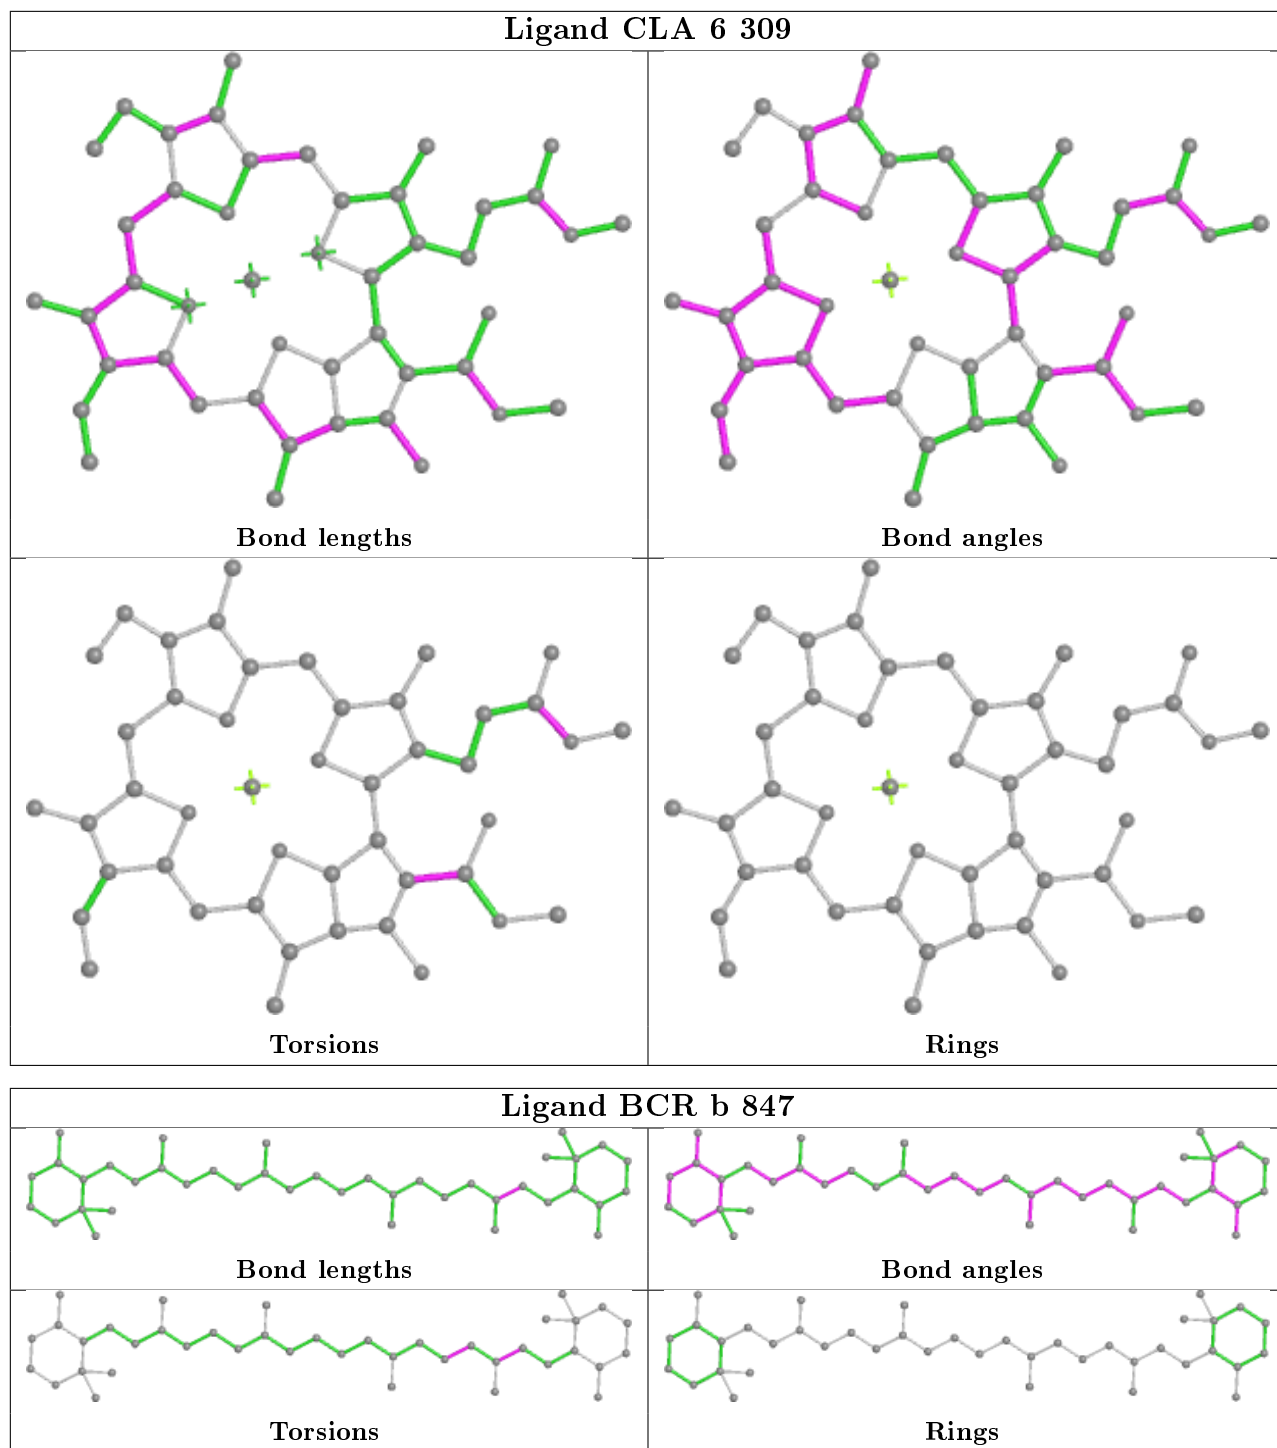 Ligand CLA 6 309
Bond lengths
Bond angles
Torsions
Rings
Ligand BCR b 847
Bond lengths
Bond angles
Torsions
Rings